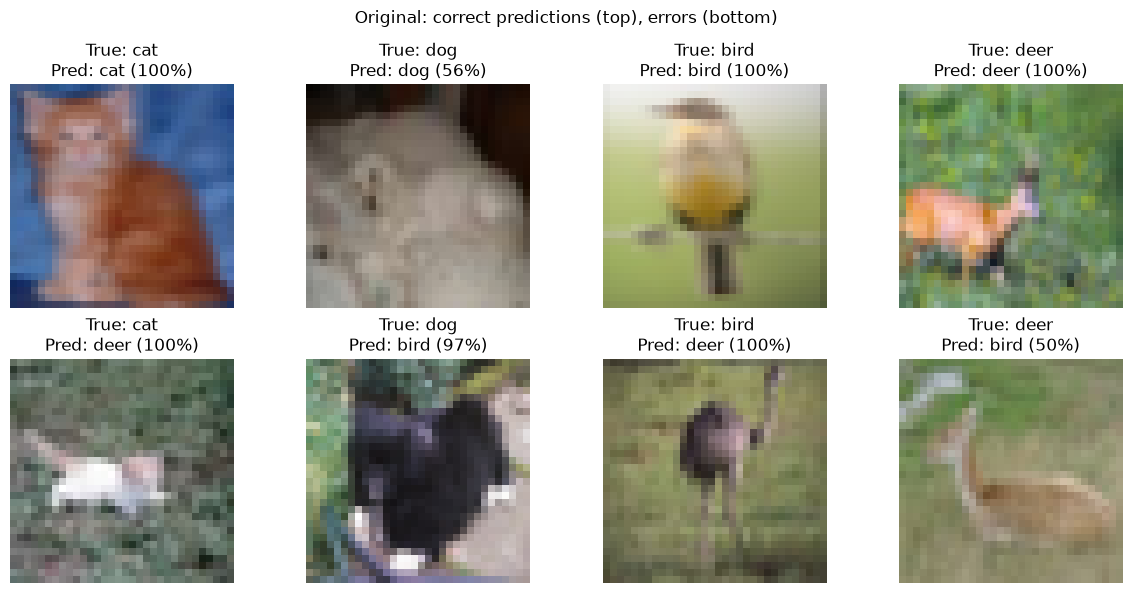 Original: correct predictions (top), errors (bottom)
True: cat
Pred: cat (100%)
True: dog
Pred: dog (56%)
True: bird
Pred: bird (100%)
True: deer
Pred: deer (100%)
True: cat
Pred: deer (100%)
True: dog
Pred: bird (97%)
True: bird
Pred: deer (100%)
True: deer
Pred: bird (50%)